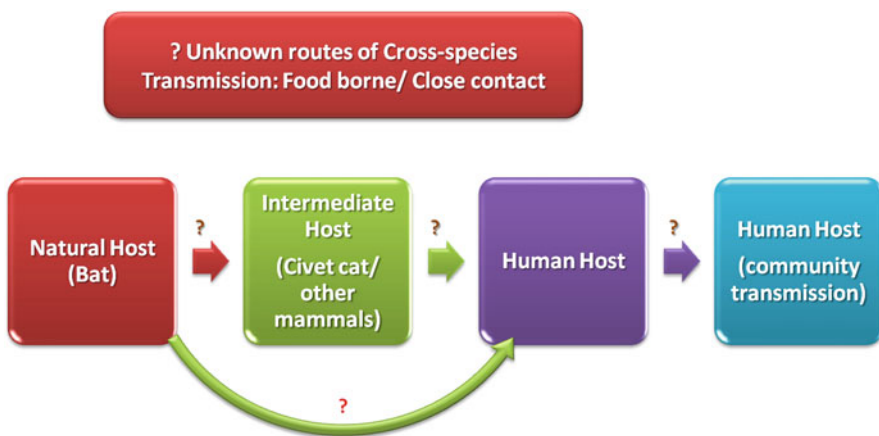 ? Unknown routes of Cross-species
Transmission: Food borne/ Close contact
Natural Host
(Bat)
?
Intermediate
Host
(Civet cat/
other
mammals)
?
Human Host
?
Human Host
(community
transmission)
?